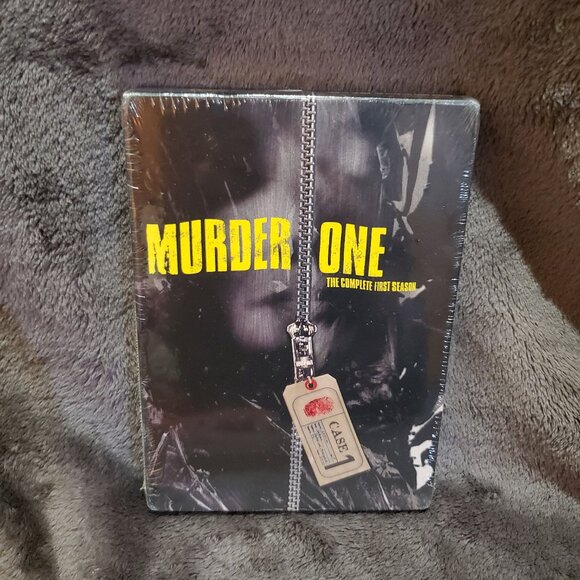 MURDER ONE
THE COMPLETE FIRST SEASON
CASE
1